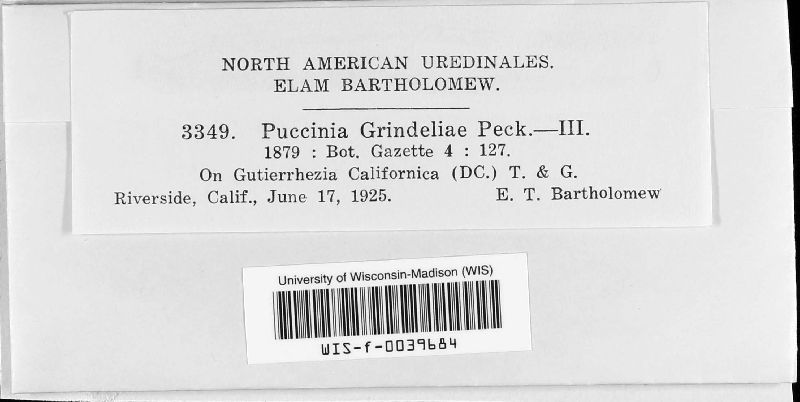 NORTH AMERICAN UREDINALES.
ELAM BARTHOLOMEW.
3349. Puccinia Grindeliae Peck.—III.
1879 : Bot. Gazette 4 : 127.
On Gutierrhezia Californica (DC.) T. & G.
Riverside, Calif., June 17, 1925. E. T. Bartholomew
University of Wisconsin-Madison (WIS)
WIS-f-0039684